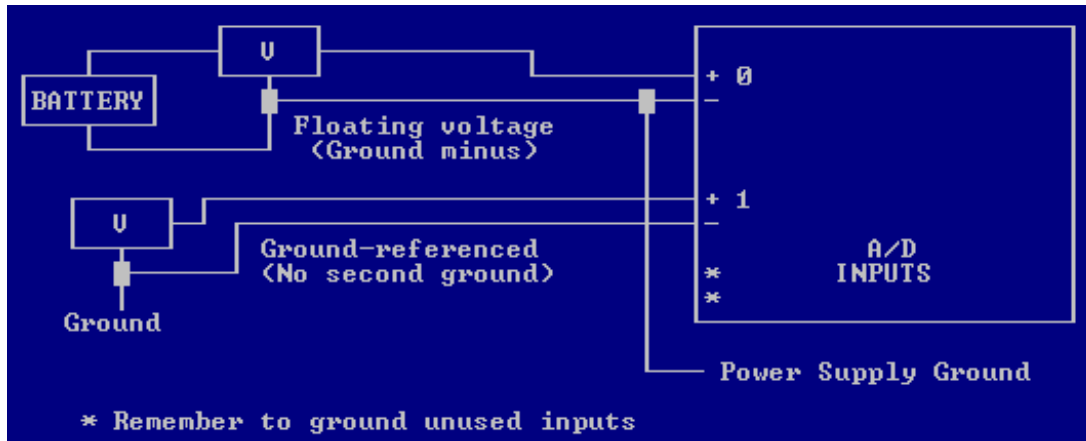 V
+ 0
BATTERY
−
Floating voltage
(Ground minus)
+ 1
V
−
Ground-referenced
(No second ground)
A/D
INPUTS
*
*
Ground
Power Supply Ground
* Remember to ground unused inputs